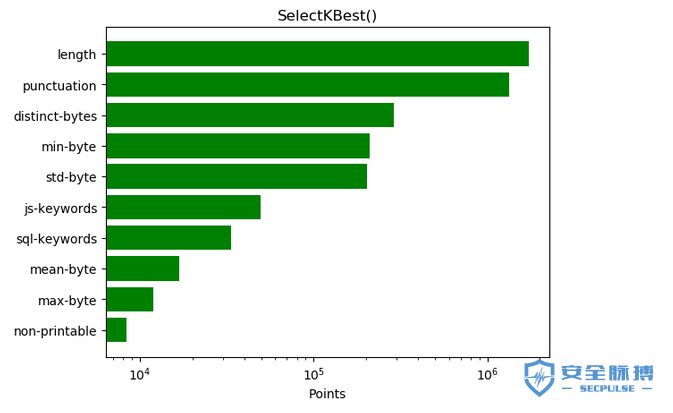 SelectKBest()
length
punctuation
distinct-bytes
min-byte
std-byte
js-keywords
sql-keywords
mean-byte
max-byte
non-printable
10⁴ 10⁵ 10⁶
Points
安全脉搏
SECPULSE